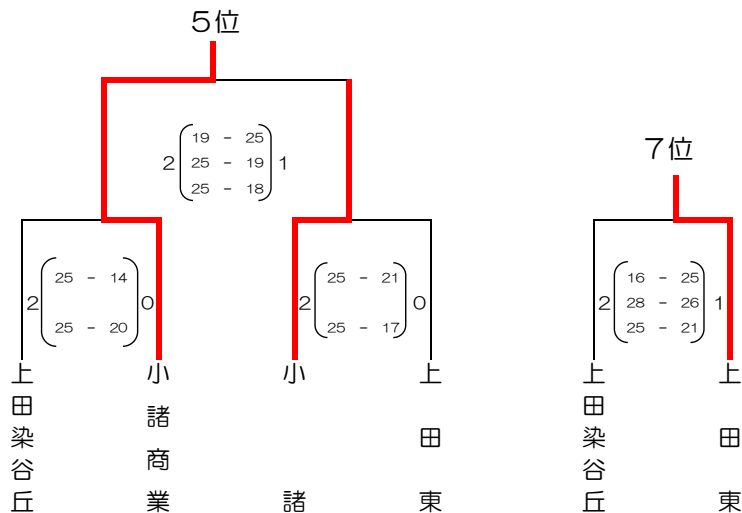 5位
19 - 25
2 25 - 19 1
25 - 18
7位
25 - 14
2 0
25 - 20
25 - 21
2 0
25 - 17
16 - 25
2 28 - 26 1
25 - 21
上田染谷丘
小諸商業
小諸
上田東
上田染谷丘
上田東